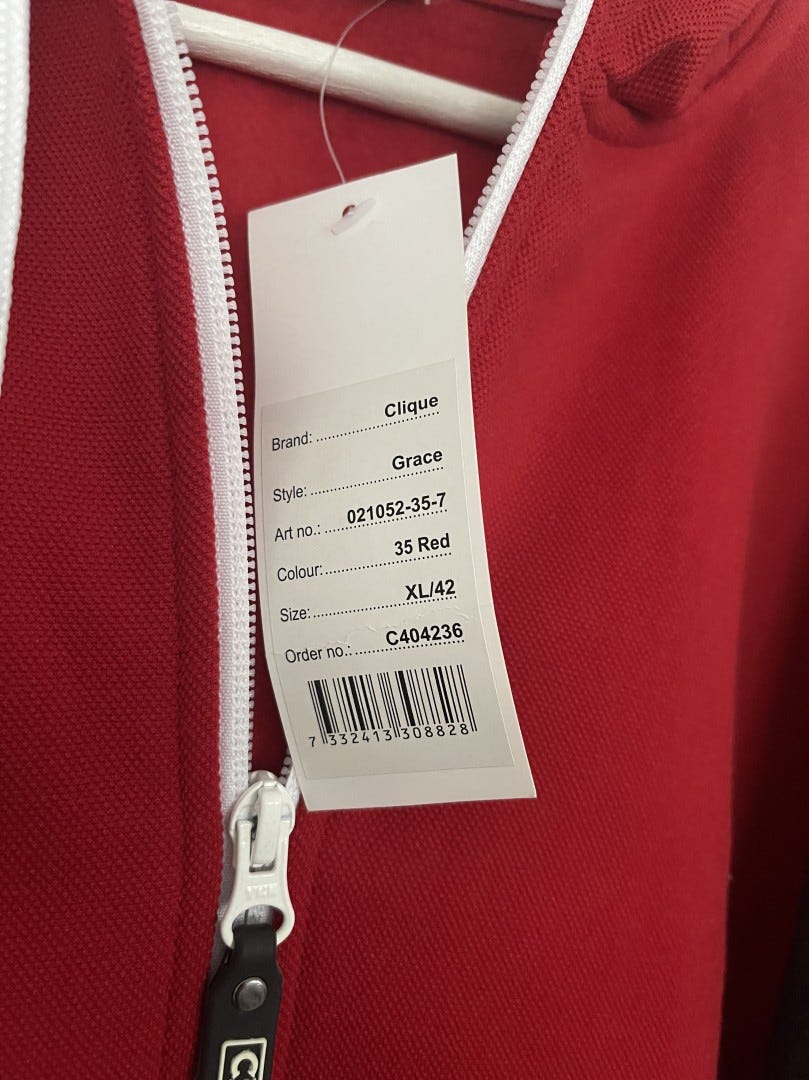 Brand: ........................ Clique
Style: ........................ Grace
Art no.: ..... 021052-35-7
Colour: .................. 35 Red
Size: ........................ XL/42
Order no.: ........ C404236
7 332413 308828